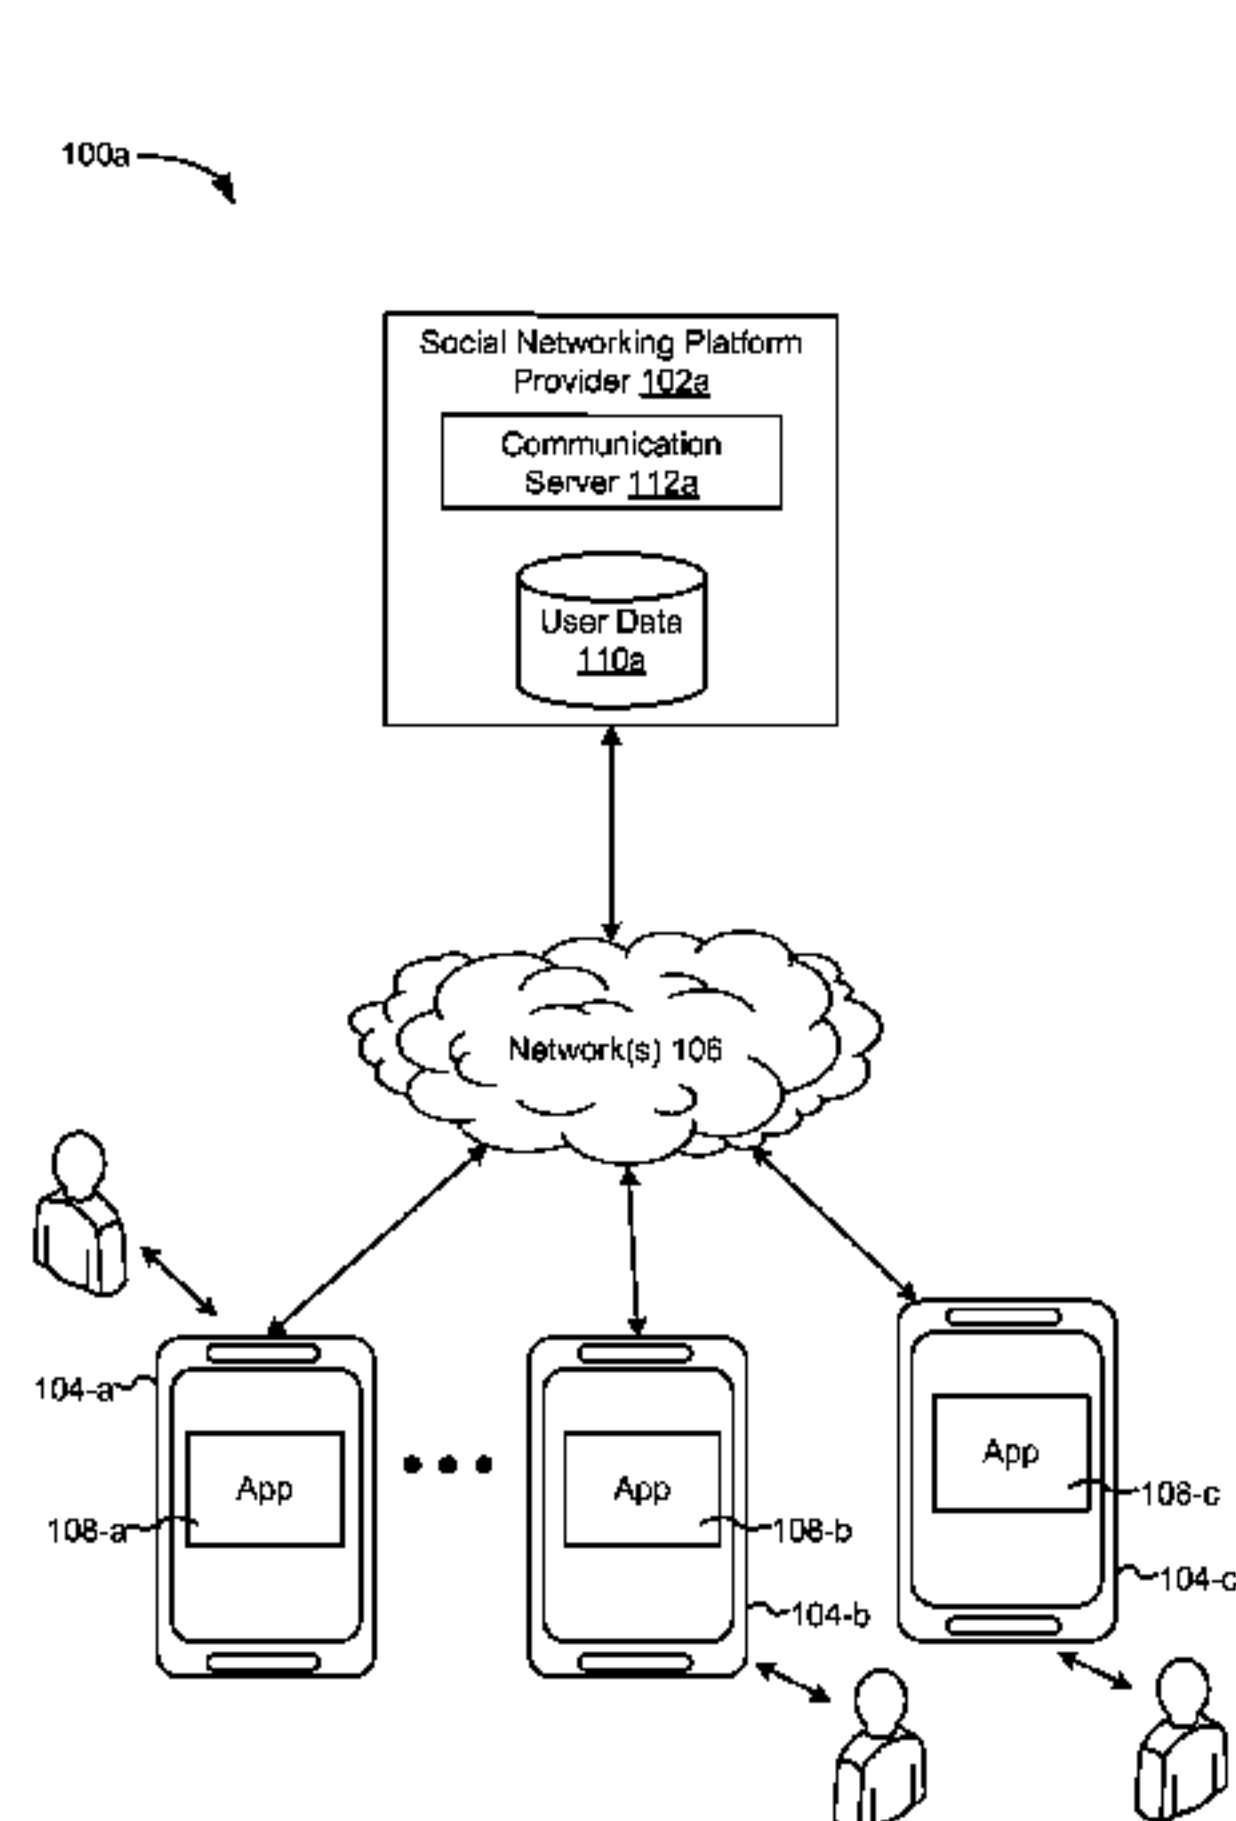 100a
Social Networking Platform
Provider 102a
Communication
Server 112a
User Data
110a
Network(s) 106
104-a
App
108-a
App
108-b
104-b
App
108-c
104-c